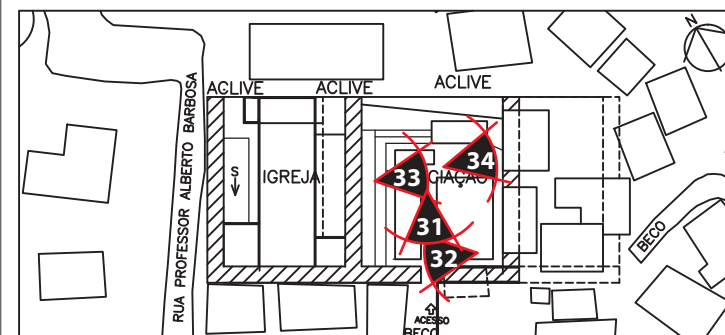 N
ACLIVE
ACLIVE
ACLIVE
RUA PROFESSOR ALBERTO BARBOSA
S
IGREJA
CIAÇÃO
34
33
31
32
BECO
ACESSO
BECO